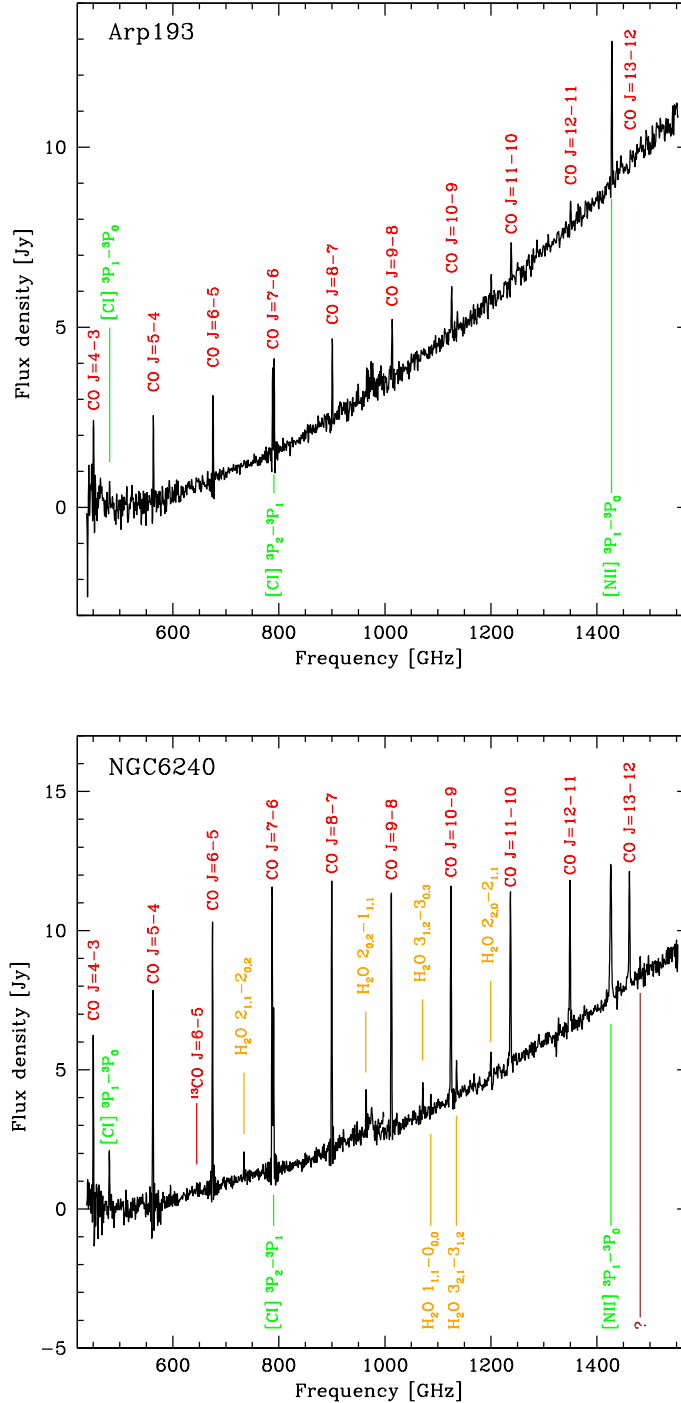 Arp193
CO J=4−3
[CI] ³P₁−³P₀
CO J=5−4
CO J=6−5
CO J=7−6
CO J=8−7
CO J=9−8
CO J=10−9
CO J=11−10
CO J=12−11
CO J=13−12
[CI] ³P₂−³P₁
[NII] ³P₁−³P₀
10
5
0
Flux density [Jy]
600 800 1000 1200 1400
Frequency [GHz]
NGC6240
CO J=4−3
[CI] ³P₁−³P₀
CO J=5−4
¹³CO J=6−5
CO J=6−5
H₂O 2₁,₁−2₀,₂
CO J=7−6
CO J=8−7
H₂O 2₀,₂−1₁,₁
CO J=9−8
H₂O 3₁,₂−3₀,₃
CO J=10−9
H₂O 2₂,₀−2₁,₁
CO J=11−10
CO J=12−11
CO J=13−12
[CI] ³P₂−³P₁
H₂O 1₁,₁−0₀,₀
H₂O 3₂,₁−3₁,₂
[NII] ³P₁−³P₀
?
15
10
5
0
−5
Flux density [Jy]
600 800 1000 1200 1400
Frequency [GHz]